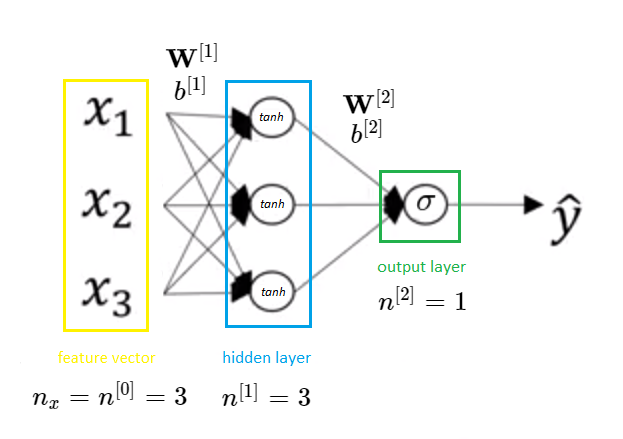 W[1]
b[1]
x1
x2
x3
tanh
tanh
tanh
W[2]
b[2]
σ
ŷ
output layer
n[2] = 1
feature vector
hidden layer
nx = n[0] = 3
n[1] = 3